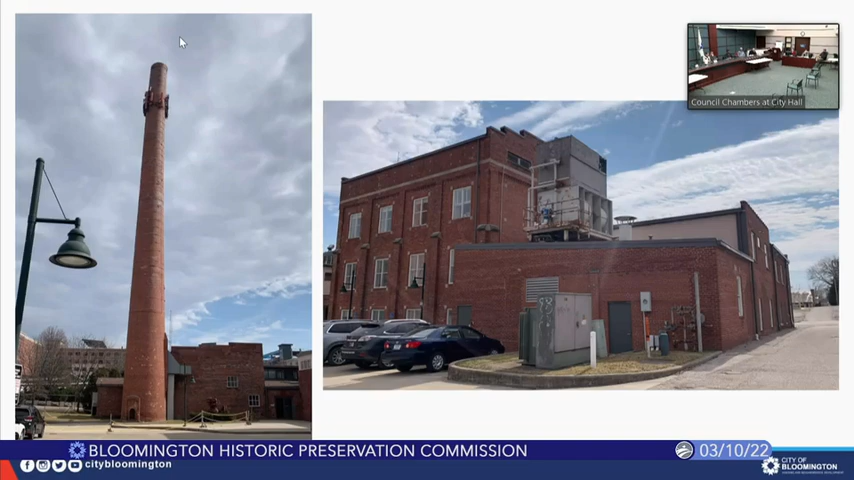 Council Chambers at City Hall
BLOOMINGTON HISTORIC PRESERVATION COMMISSION
03/10/22
citybloomington
CITY OF
BLOOMINGTON